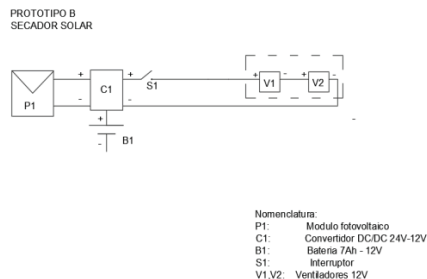 PROTOTIPO B
SECADOR SOLAR
+ + + - + -
P1 C1 S1 V1 V2
- -
+
- B1
-
Nomenclatura:
P1: Modulo fotovoltaico
C1: Convertidor DC/DC 24V-12V
B1: Bateria 7Ah - 12V
S1: Interruptor
V1,V2: Ventiladores 12V